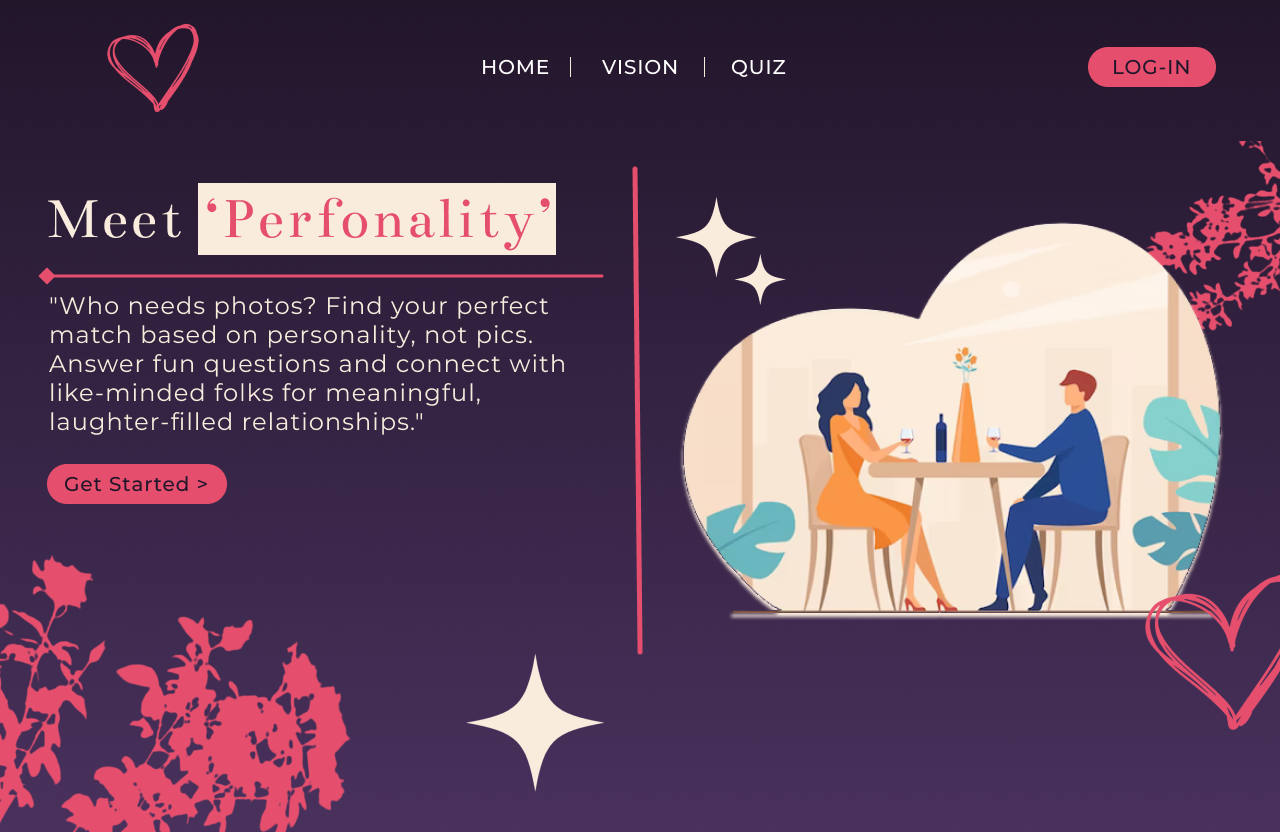 HOME | VISION | QUIZ
LOG-IN
Meet ‘Perfonality’
"Who needs photos? Find your perfect
match based on personality, not pics.
Answer fun questions and connect with
like-minded folks for meaningful,
laughter-filled relationships."
Get Started >